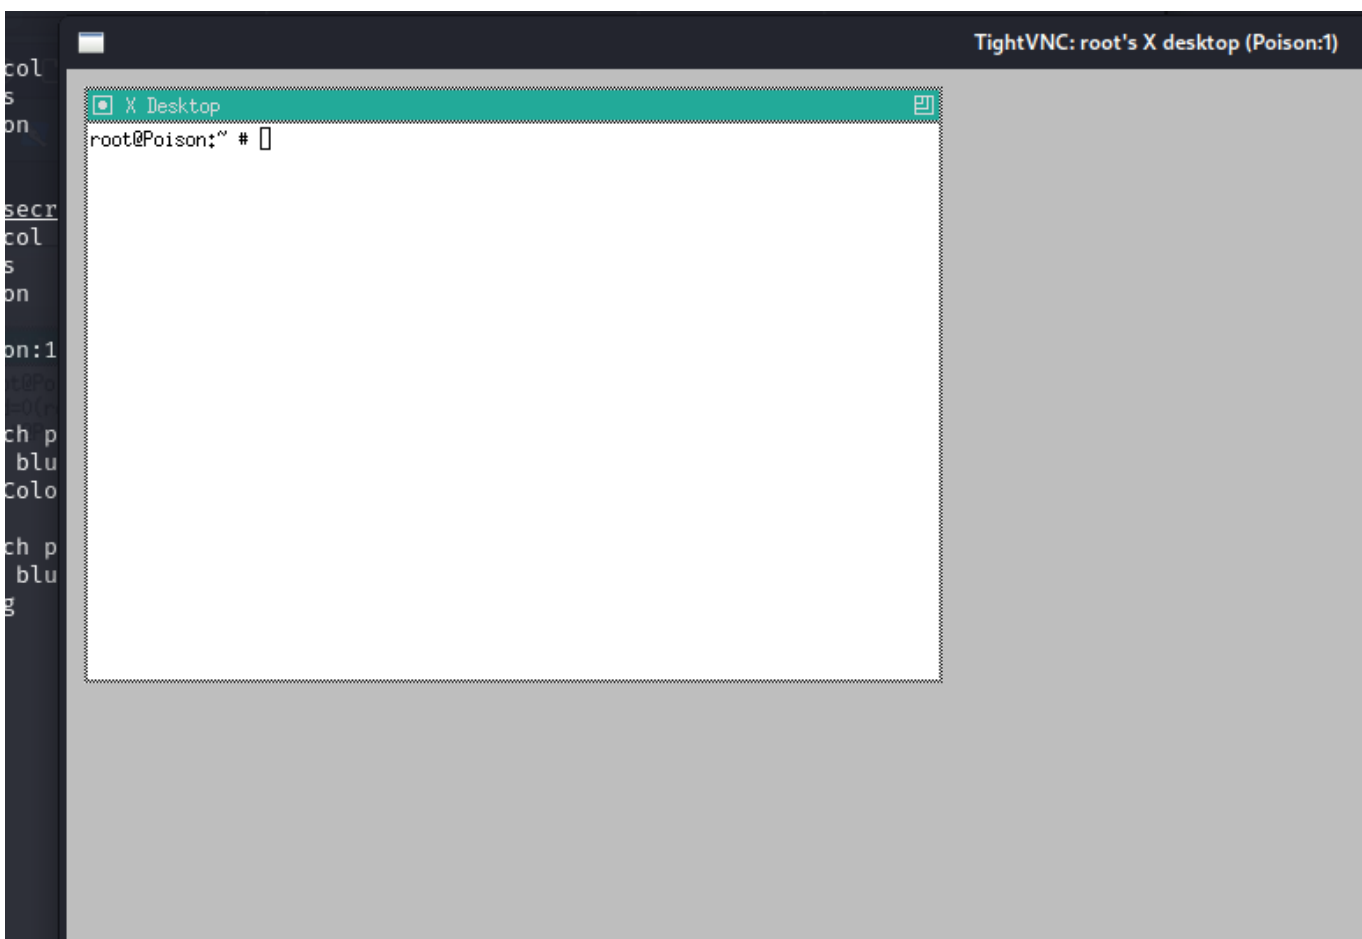 TightVNC: root's X desktop (Poison:1)
X Desktop
root@Poison:~ #
col
s
on
secr
col
s
on
on:1
ch p
blu
Colo
ch p
blu
g